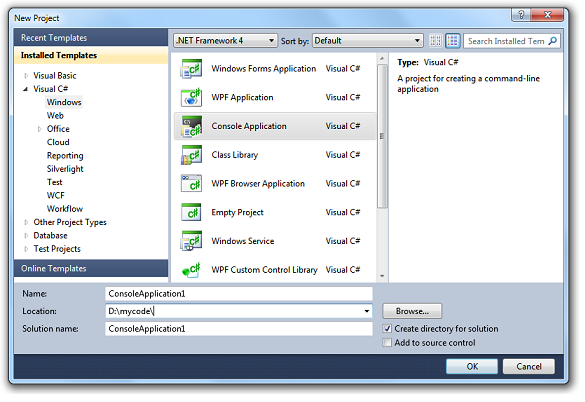 New Project
Recent Templates
.NET Framework 4 Sort by: Default Search Installed Tem
Installed Templates
Visual Basic
Visual C#
Windows
Web
Office
Cloud
Reporting
Silverlight
Test
WCF
Workflow
Other Project Types
Database
Test Projects
Online Templates
Windows Forms Application Visual C#
WPF Application Visual C#
Console Application Visual C#
Class Library Visual C#
WPF Browser Application Visual C#
Empty Project Visual C#
Windows Service Visual C#
WPF Custom Control Library Visual C#
Type: Visual C#
A project for creating a command-line
application
Name: ConsoleApplication1
Location: D:\mycode\ Browse...
Solution name: ConsoleApplication1
Create directory for solution
Add to source control
OK Cancel